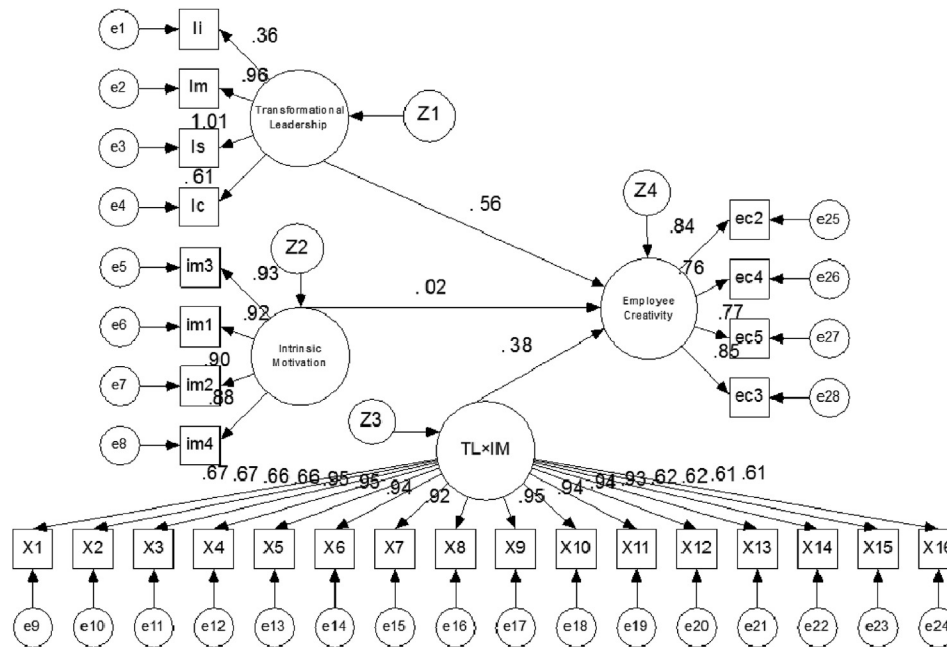 e1 Ii .36
e2 Im .96
Transformational
Leadership
Z1
1.01
e3 Is
.61
e4 Ic
.56
Z4
.84 ec2 e25
Z2
e5 im3 .93
.76 ec4 e26
.02
Employee
Creativity
.92
e6 im1
.77
ec5 e27
.85
.38
Intrinsic
Motivation
.90
e7 im2
.88
ec3 e28
Z3
e8 im4
TL×IM
.67 .67 .66 .66 .95 .95 .94 .92 .95 .94 .94 .93 .62 .62 .61 .61
X1 X2 X3 X4 X5 X6 X7 X8 X9 X10 X11 X12 X13 X14 X15 X16
e9 e10 e11 e12 e13 e14 e15 e16 e17 e18 e19 e20 e21 e22 e23 e24